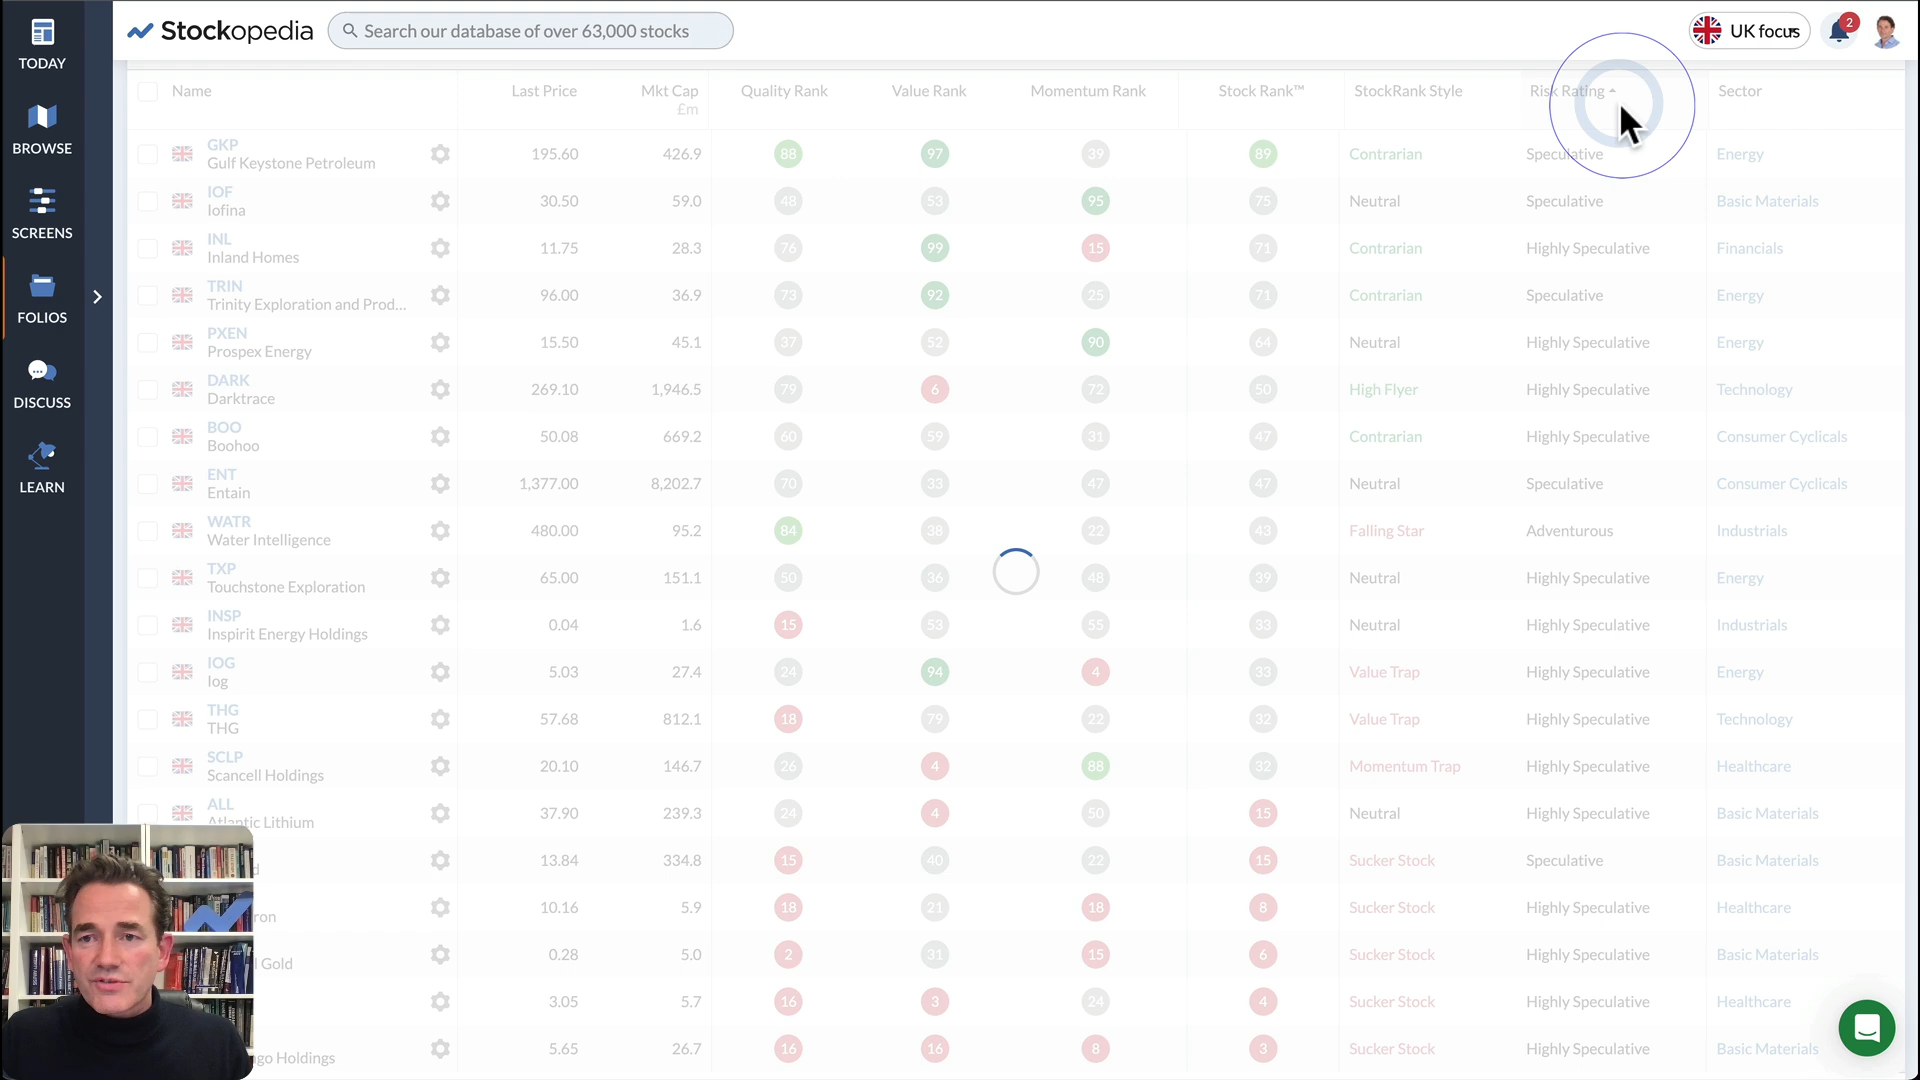 TODAY
BROWSE
SCREENS
FOLIOS
DISCUSS
LEARN
Stockopedia
Search our database of over 63,000 stocks
UK focus
2
Name Last Price Mkt Cap Quality Rank Value Rank Momentum Rank Stock Rank™ StockRank Style Risk Rating Sector
£m
GKP
Gulf Keystone Petroleum 195.60 426.9 88 97 39 89 Contrarian Speculative Energy
IOF
Iofina 30.50 59.0 48 53 95 75 Neutral Speculative Basic Materials
INL
Inland Homes 11.75 28.3 76 99 15 71 Contrarian Highly Speculative Financials
TRIN
Trinity Exploration and Prod... 96.00 36.9 73 92 25 71 Contrarian Speculative Energy
PXEN
Prospex Energy 15.50 45.1 37 52 90 64 Neutral Highly Speculative Energy
DARK
Darktrace 269.10 1,946.5 79 6 72 50 High Flyer Highly Speculative Technology
BOO
Boohoo 50.08 669.2 60 59 31 47 Contrarian Highly Speculative Consumer Cyclicals
ENT
Entain 1,377.00 8,202.7 70 33 47 47 Neutral Speculative Consumer Cyclicals
WATR
Water Intelligence 480.00 95.2 84 38 22 43 Falling Star Adventurous Industrials
TXP
Touchstone Exploration 65.00 151.1 50 36 48 39 Neutral Highly Speculative Energy
INSP
Inspirit Energy Holdings 0.04 1.6 15 53 55 33 Neutral Highly Speculative Industrials
IOG
Iog 5.03 27.4 24 94 4 33 Value Trap Highly Speculative Energy
THG
THG 57.68 812.1 18 79 22 32 Value Trap Highly Speculative Technology
SCLP
Scancell Holdings 20.10 146.7 26 4 88 32 Momentum Trap Highly Speculative Healthcare
ALL
Atlantic Lithium 37.90 239.3 24 4 50 15 Neutral Highly Speculative Basic Materials
d 13.84 334.8 15 40 22 15 Sucker Stock Speculative Basic Materials
ron 10.16 5.9 18 21 18 8 Sucker Stock Highly Speculative Healthcare
l Gold 0.28 5.0 2 31 15 6 Sucker Stock Highly Speculative Basic Materials
3.05 5.7 16 3 24 4 Sucker Stock Highly Speculative Healthcare
go Holdings 5.65 26.7 16 16 8 3 Sucker Stock Highly Speculative Basic Materials